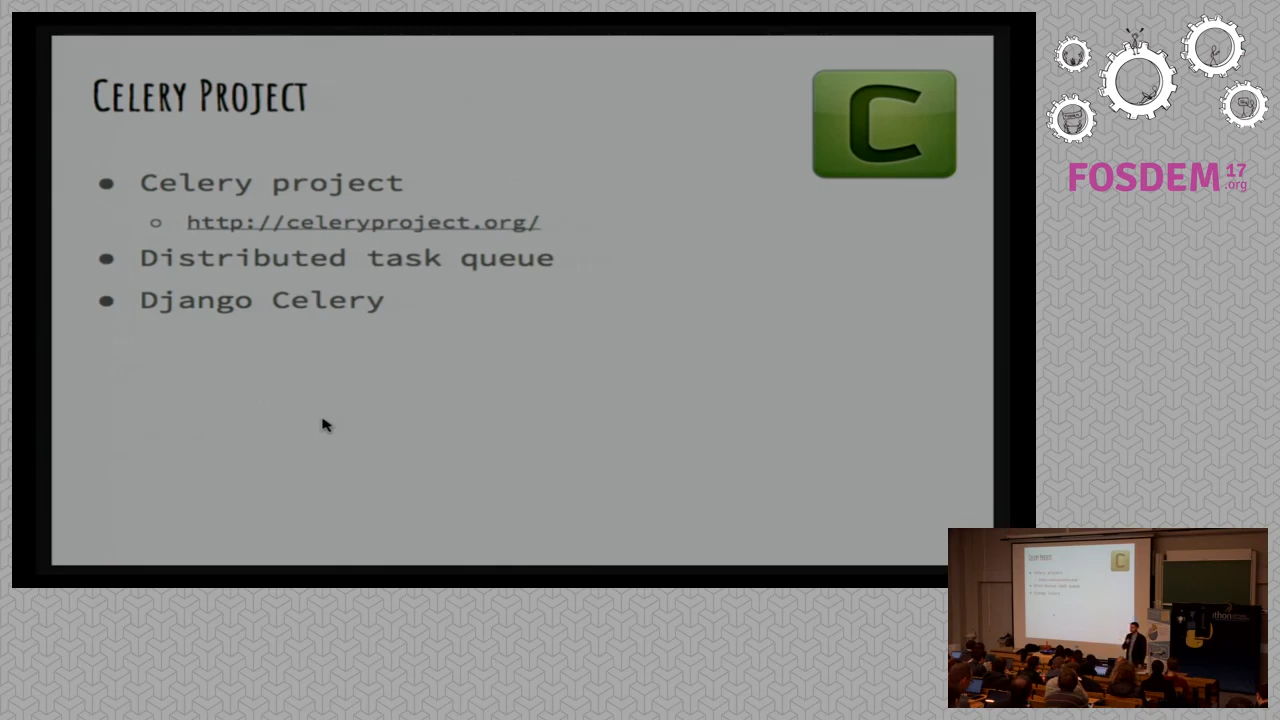 Celery Project
C
● Celery project
○ http://celeryproject.org/
● Distributed task queue
● Django Celery
FOSDEM 17
.org